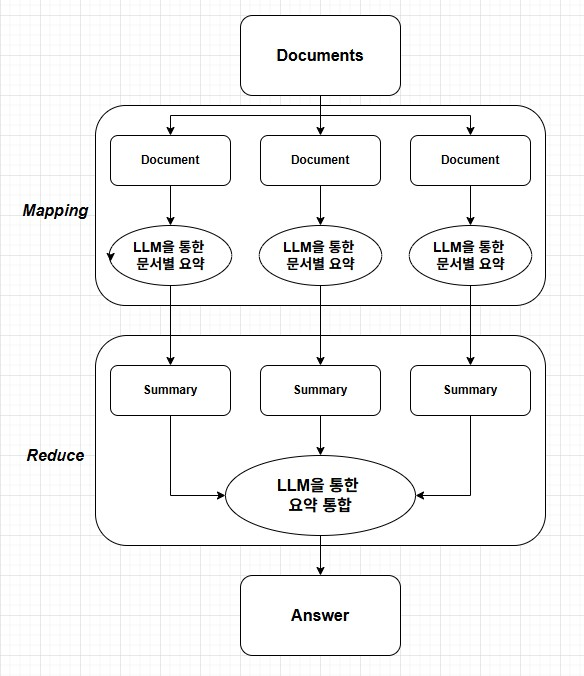 Documents
Document
Document
Document
Mapping
LLM을 통한
문서별 요약
LLM을 통한
문서별 요약
LLM을 통한
문서별 요약
Summary
Summary
Summary
Reduce
LLM을 통한
요약 통합
Answer